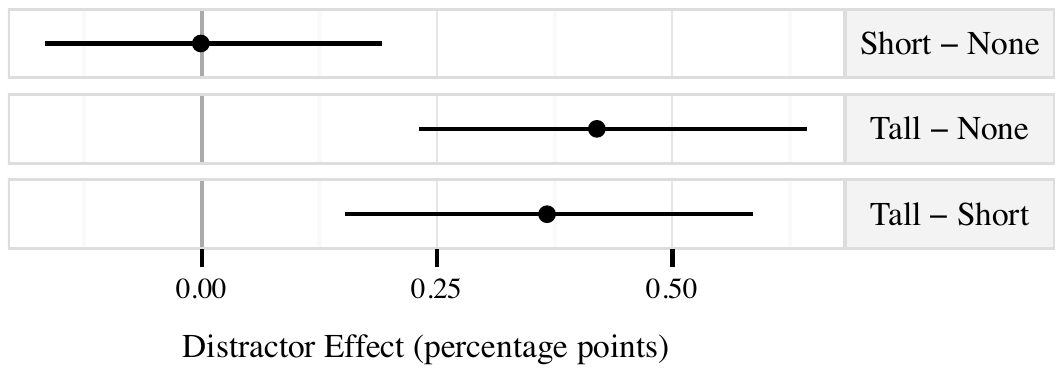 Short – None
Tall – None
Tall – Short
0.00 0.25 0.50
Distractor Effect (percentage points)